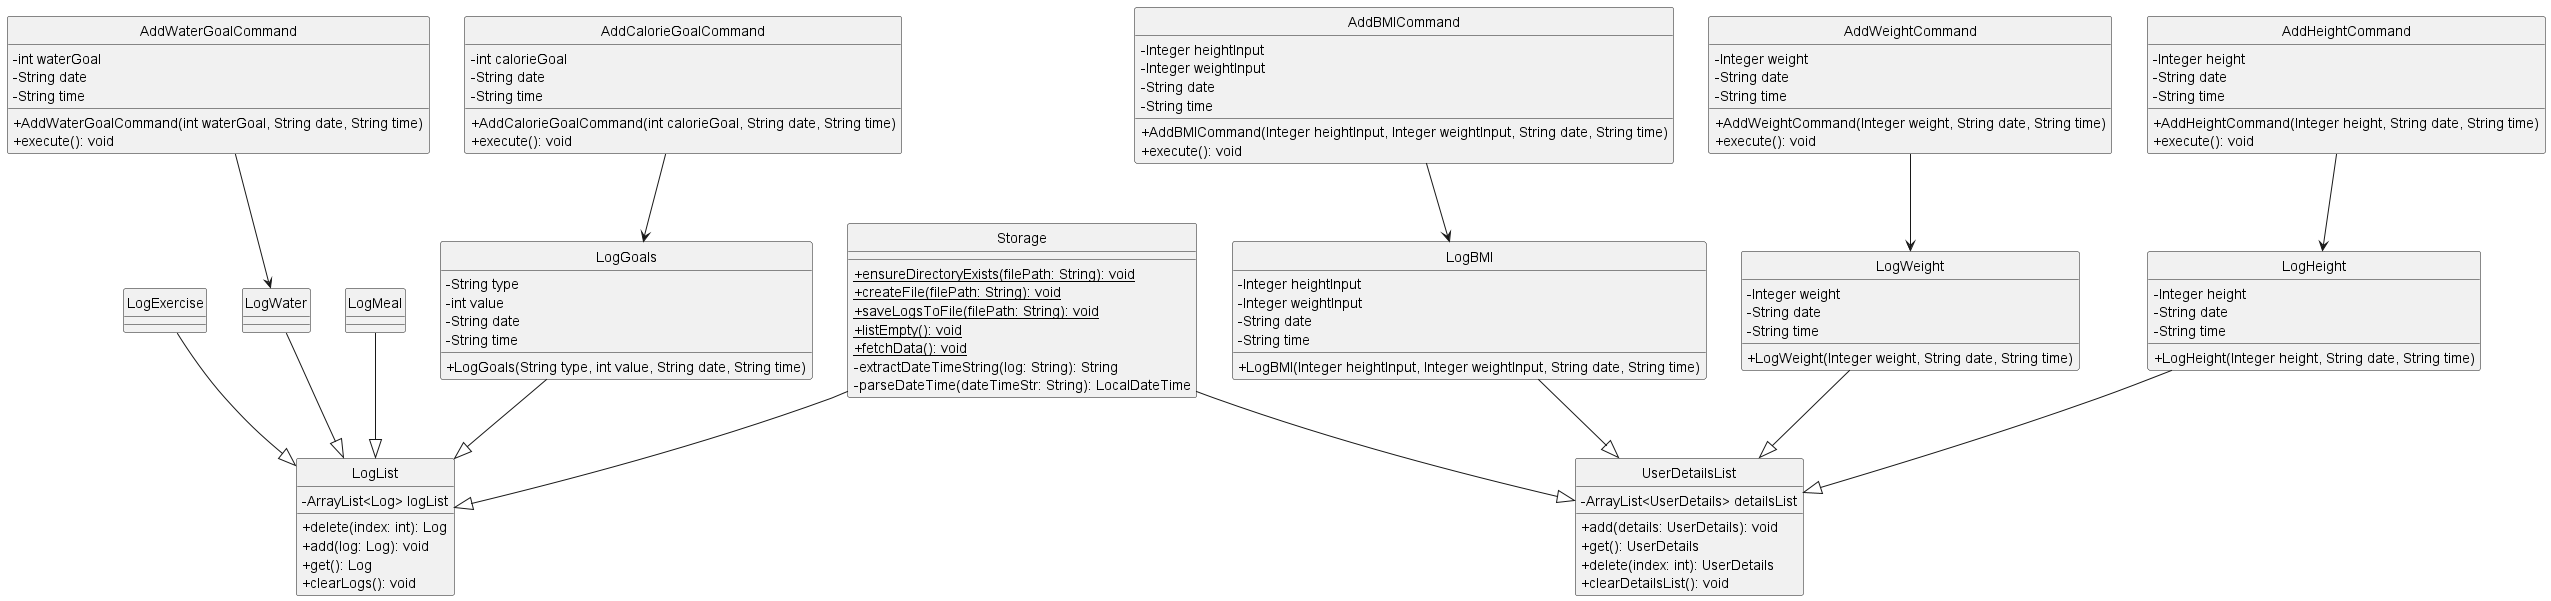 AddWaterGoalCommand
-int waterGoal
-String date
-String time
+AddWaterGoalCommand(int waterGoal, String date, String time)
+execute(): void
AddCalorieGoalCommand
-int calorieGoal
-String date
-String time
+AddCalorieGoalCommand(int calorieGoal, String date, String time)
+execute(): void
AddBMICommand
-Integer heightInput
-Integer weightInput
-String date
-String time
+AddBMICommand(Integer heightInput, Integer weightInput, String date, String time)
+execute(): void
AddWeightCommand
-Integer weight
-String date
-String time
+AddWeightCommand(Integer weight, String date, String time)
+execute(): void
AddHeightCommand
-Integer height
-String date
-String time
+AddHeightCommand(Integer height, String date, String time)
+execute(): void
LogExercise
LogWater
LogMeal
LogGoals
-String type
-int value
-String date
-String time
+LogGoals(String type, int value, String date, String time)
Storage
+ensureDirectoryExists(filePath: String): void
+createFile(filePath: String): void
+saveLogsToFile(filePath: String): void
+listEmpty(): void
+fetchData(): void
-extractDateTimeString(log: String): String
-parseDateTime(dateTimeStr: String): LocalDateTime
LogBMI
-Integer heightInput
-Integer weightInput
-String date
-String time
+LogBMI(Integer heightInput, Integer weightInput, String date, String time)
LogWeight
-Integer weight
-String date
-String time
+LogWeight(Integer weight, String date, String time)
LogHeight
-Integer height
-String date
-String time
+LogHeight(Integer height, String date, String time)
LogList
-ArrayList<Log> logList
+delete(index: int): Log
+add(log: Log): void
+get(): Log
+clearLogs(): void
UserDetailsList
-ArrayList<UserDetails> detailsList
+add(details: UserDetails): void
+get(): UserDetails
+delete(index: int): UserDetails
+clearDetailsList(): void